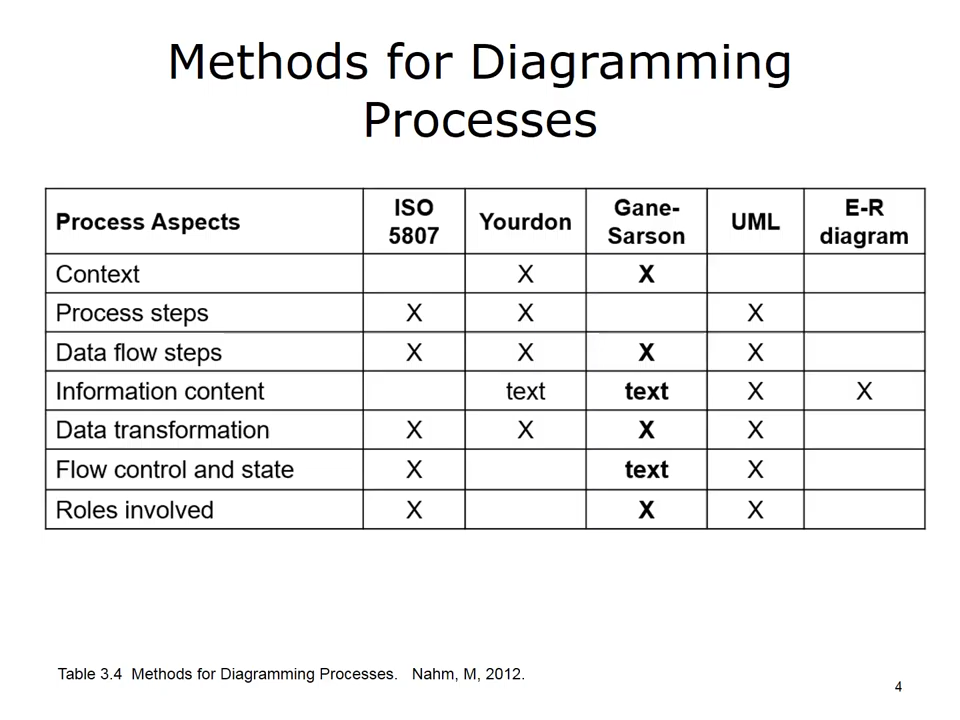 Methods for Diagramming
Processes
Process Aspects ISO 5807 Yourdon Gane-Sarson UML E-R diagram
Context X X
Process steps X X X
Data flow steps X X X X
Information content text text X X
Data transformation X X X X
Flow control and state X text X
Roles involved X X X
Table 3.4 Methods for Diagramming Processes. Nahm, M, 2012.
4